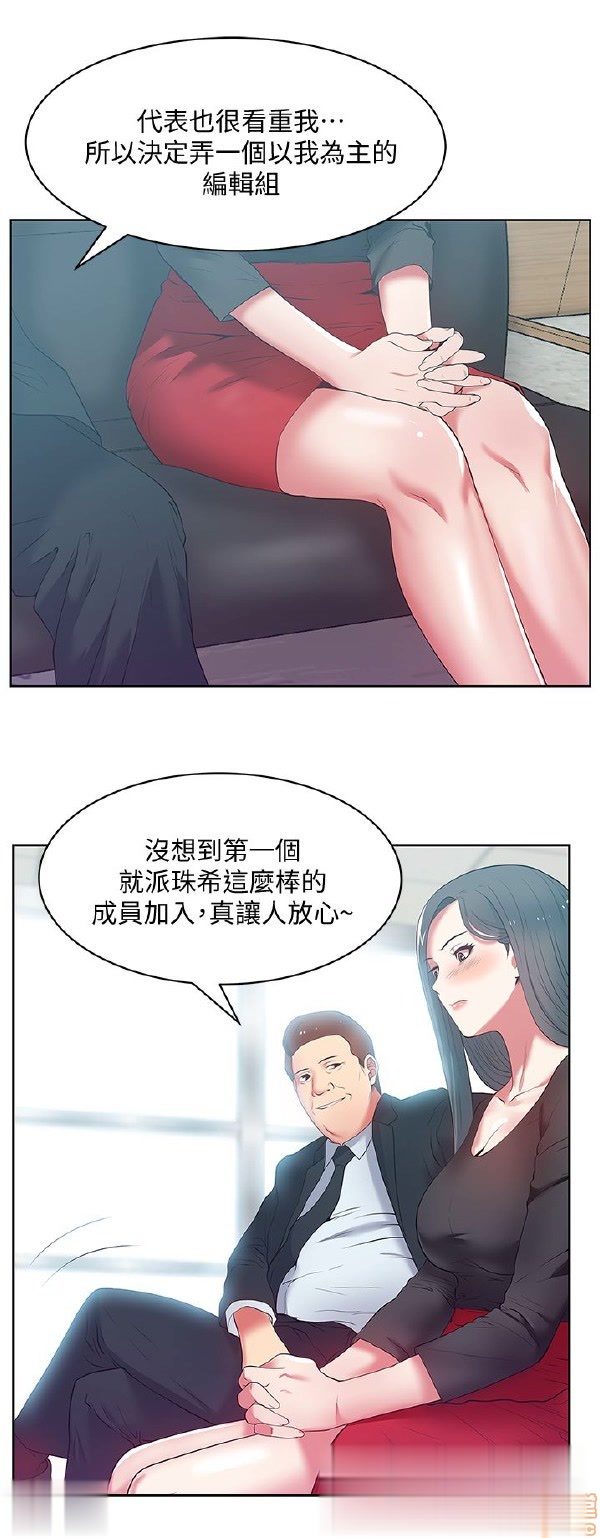 代表也很看重我⋯
所以決定弄一個以我為主的
編輯組
沒想到第一個
就派珠希這麼棒的
成員加入，真讓人放心~